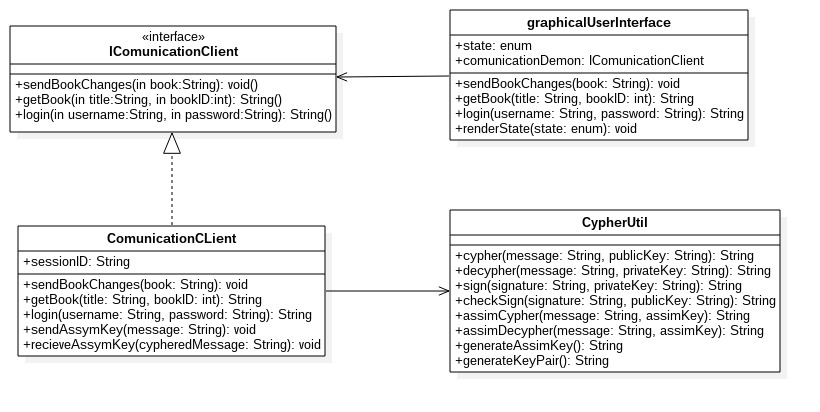 «interface»
IComunicationClient
+sendBookChanges(in book:String): void()
+getBook(in title:String, in bookID:int): String()
+login(in username:String, in password:String): String()
graphicalUserInterface
+state: enum
+comunicationDemon: IComunicationClient
+sendBookChanges(book: String): void
+getBook(title: String, bookID: int): String
+login(username: String, password: String): String
+renderState(state: enum): void
ComunicationCLient
+sessionID: String
+sendBookChanges(book: String): void
+getBook(title: String, bookID: int): String
+login(username: String, password: String): String
+sendAssymKey(message: String): void
+recieveAssymKey(cypheredMessage: String): void
CypherUtil
+cypher(message: String, publicKey: String): String
+decypher(message: String, privateKey: String): String
+sign(signature: String, privateKey: String): String
+checkSign(signature: String, publicKey: String): String
+assimCypher(message: String, assimKey): String
+assimDecypher(message: String, assimKey): String
+generateAssimKey(): String
+generateKeyPair(): String